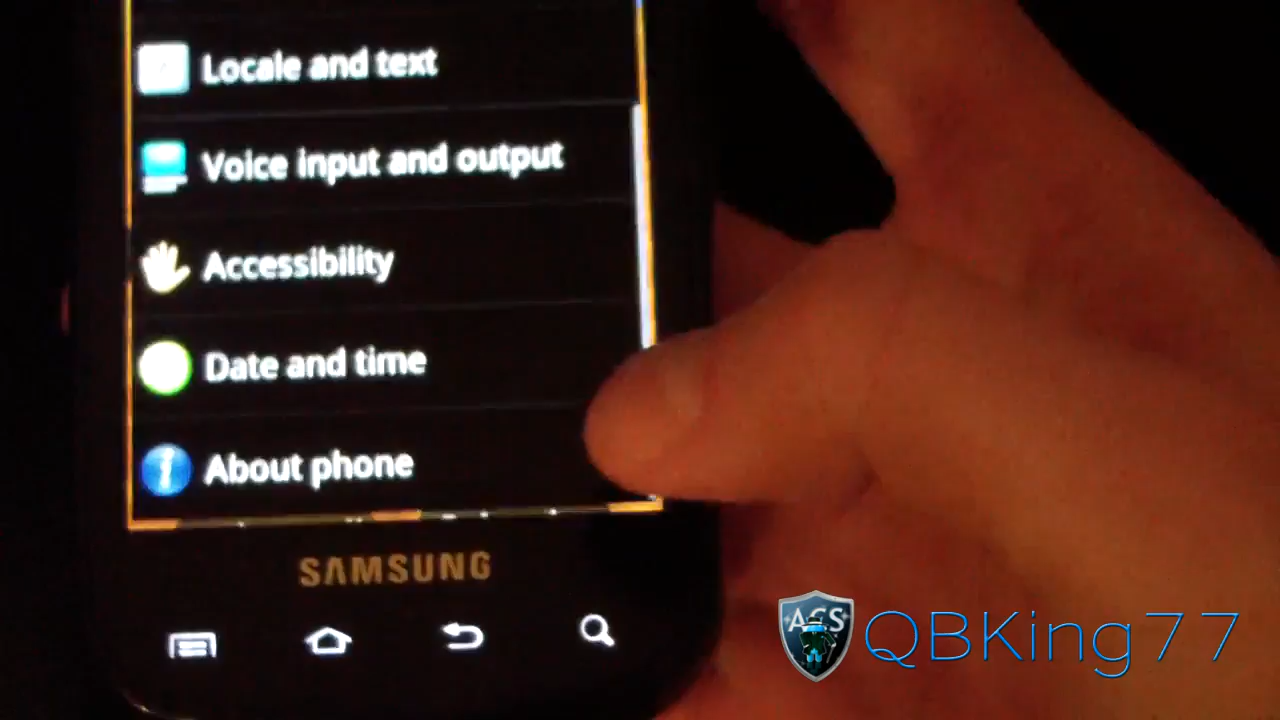 Locale and text
Voice input and output
Accessibility
Date and time
About phone
SAMSUNG
ACS QBKing77